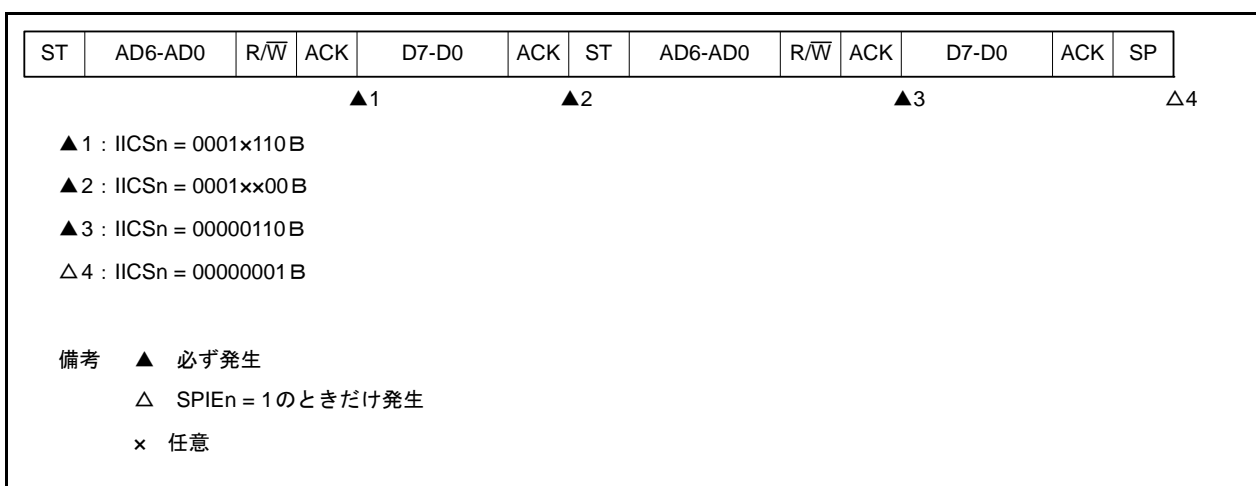 ST AD6-AD0 R/W̅ ACK D7-D0 ACK ST AD6-AD0 R/W̅ ACK D7-D0 ACK SP
▲1 ▲2 ▲3 △4
▲1：IICSn = 0001×110B
▲2：IICSn = 0001××00B
▲3：IICSn = 00000110B
△4：IICSn = 00000001B
備考 ▲ 必ず発生
△ SPIEn = 1のときだけ発生
× 任意